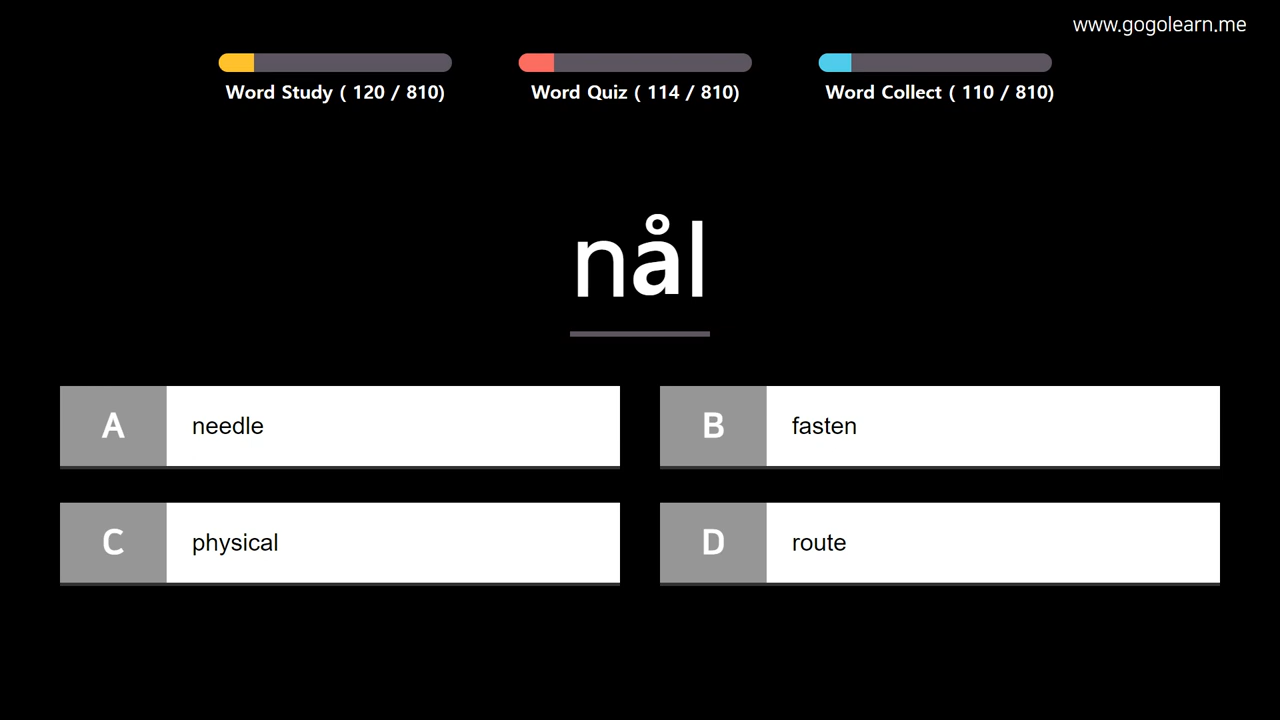 www.gogolearn.me
Word Study ( 120 / 810)
Word Quiz ( 114 / 810)
Word Collect ( 110 / 810)
nål
A needle
B fasten
C physical
D route